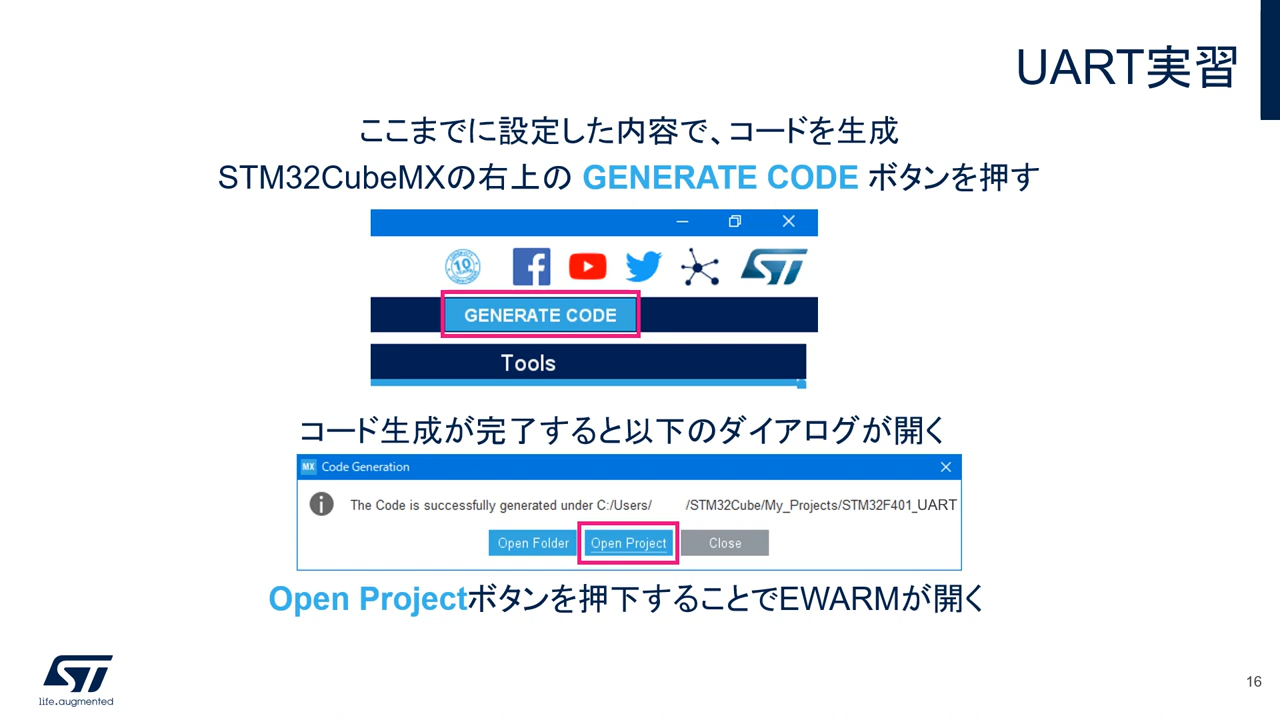 UART実習
ここまでに設定した内容で、コードを生成
STM32CubeMXの右上の GENERATE CODE ボタンを押す
10
GENERATE CODE
Tools
コード生成が完了すると以下のダイアログが開く
MX Code Generation
The Code is successfully generated under C:/Users/ /STM32Cube/My_Projects/STM32F401_UART
Open Folder Open Project Close
Open Projectボタンを押下することでEWARMが開く
ST
life.augmented
16